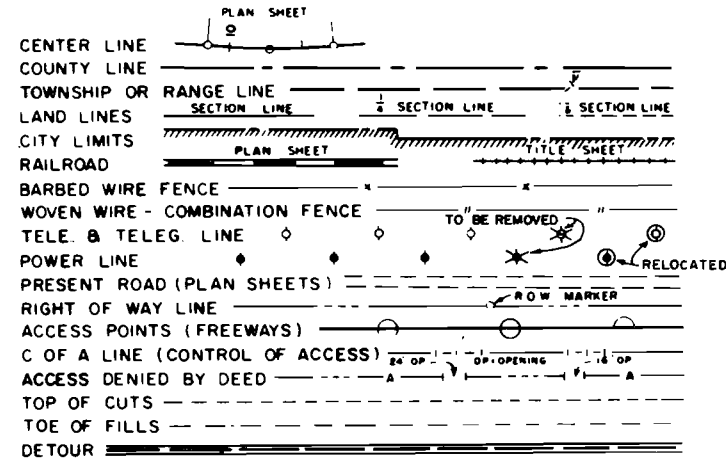 PLAN SHEET
10
CENTER LINE
COUNTY LINE
TOWNSHIP OR RANGE LINE
LAND LINES SECTION LINE 1/4 SECTION LINE SECTION LINE
CITY LIMITS
PLAN SHEET TITLE SHEET
RAILROAD
BARBED WIRE FENCE x x
WOVEN WIRE - COMBINATION FENCE " "
TO BE REMOVED
TELE. & TELEG. LINE
POWER LINE RELOCATED
PRESENT ROAD (PLAN SHEETS)
RIGHT OF WAY LINE ROW MARKER
ACCESS POINTS (FREEWAYS)
C OF A LINE (CONTROL OF ACCESS) 24' OP OP=OPENING 16' OP
ACCESS DENIED BY DEED A A
TOP OF CUTS
TOE OF FILLS
DETOUR